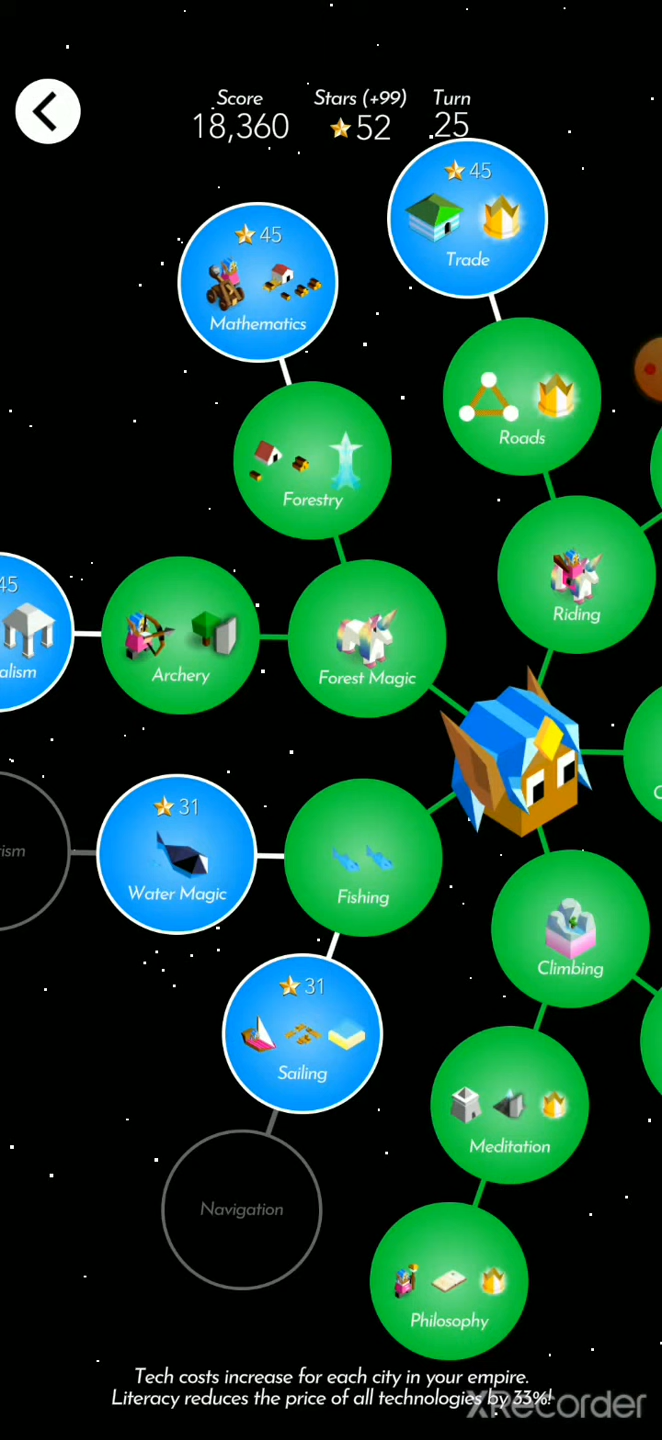 Score
Stars (+99)
Turn
18,360
52
25
45
Trade
45
Mathematics
Roads
Forestry
Riding
45
alism
Archery
Forest Magic
31
Water Magic
ism
Fishing
C
Climbing
31
Sailing
Meditation
Navigation
Philosophy
Tech costs increase for each city in your empire.
Literacy reduces the price of all technologies by 33%!
XRecorder